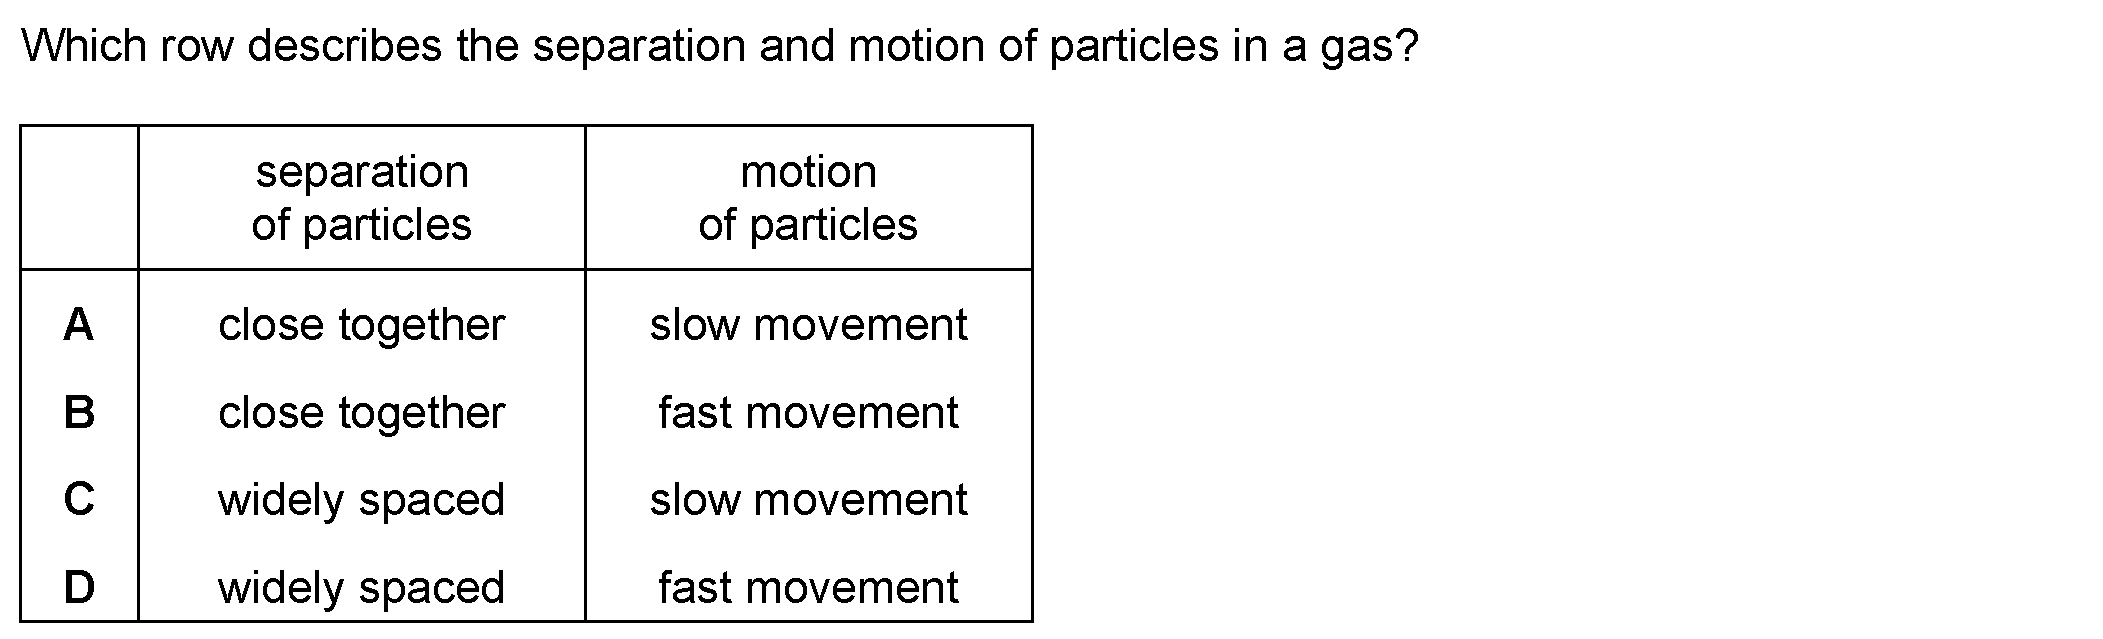 Which row describes the separation and motion of particles in a gas?
separation
of particles
motion
of particles
A close together slow movement
B close together fast movement
C widely spaced slow movement
D widely spaced fast movement